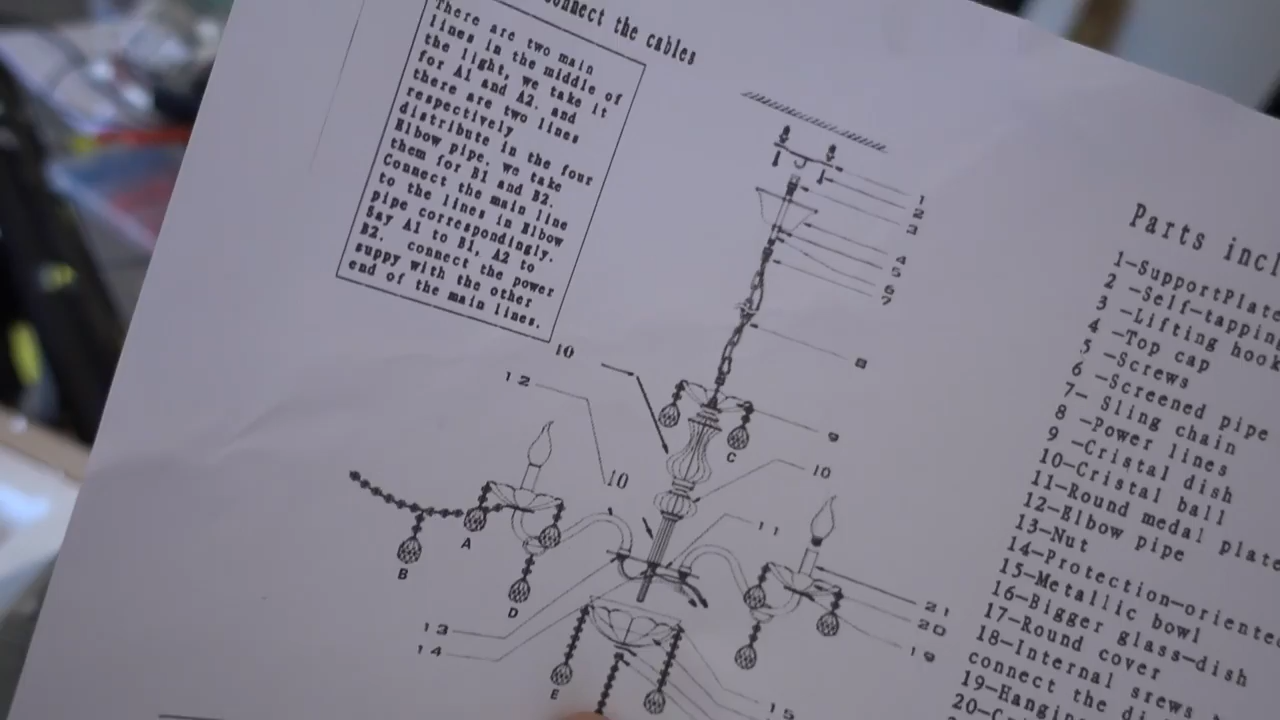 connect the cables
There are two main
lines in the middle of
the light, we take it
for A1 and A2. and
there are two lines
respectively
distribute in the four
Elbow pipe. we take
them for B1 and B2.
Connect the main line
to the lines in Elbow
pipe correspondingly.
Say A1 to B1, A2 to
B2. connect the power
suppy with the other
end of the main lines.
1
2
3
4
5
6
7
8
9
C
10
12
10
10
11
A
B
D
13
14
E
21
20
19
15
Parts incl
1-SupportPlate
2 -Self-tapping
3 -Lifting hook
4 -Top cap
5 -Screws
6 -Screened pipe
7- Sling chain
8 -Power lines
9 -Cristal dish
10-Cristal ball
11-Round medal plate
12-Elbow pipe
13-Nut
14-Protection-oriented
15-Metallic bowl
16-Bigger glass-dish
17-Round cover
18-Internal srews
connect the di
19-Hanging
20-Cr